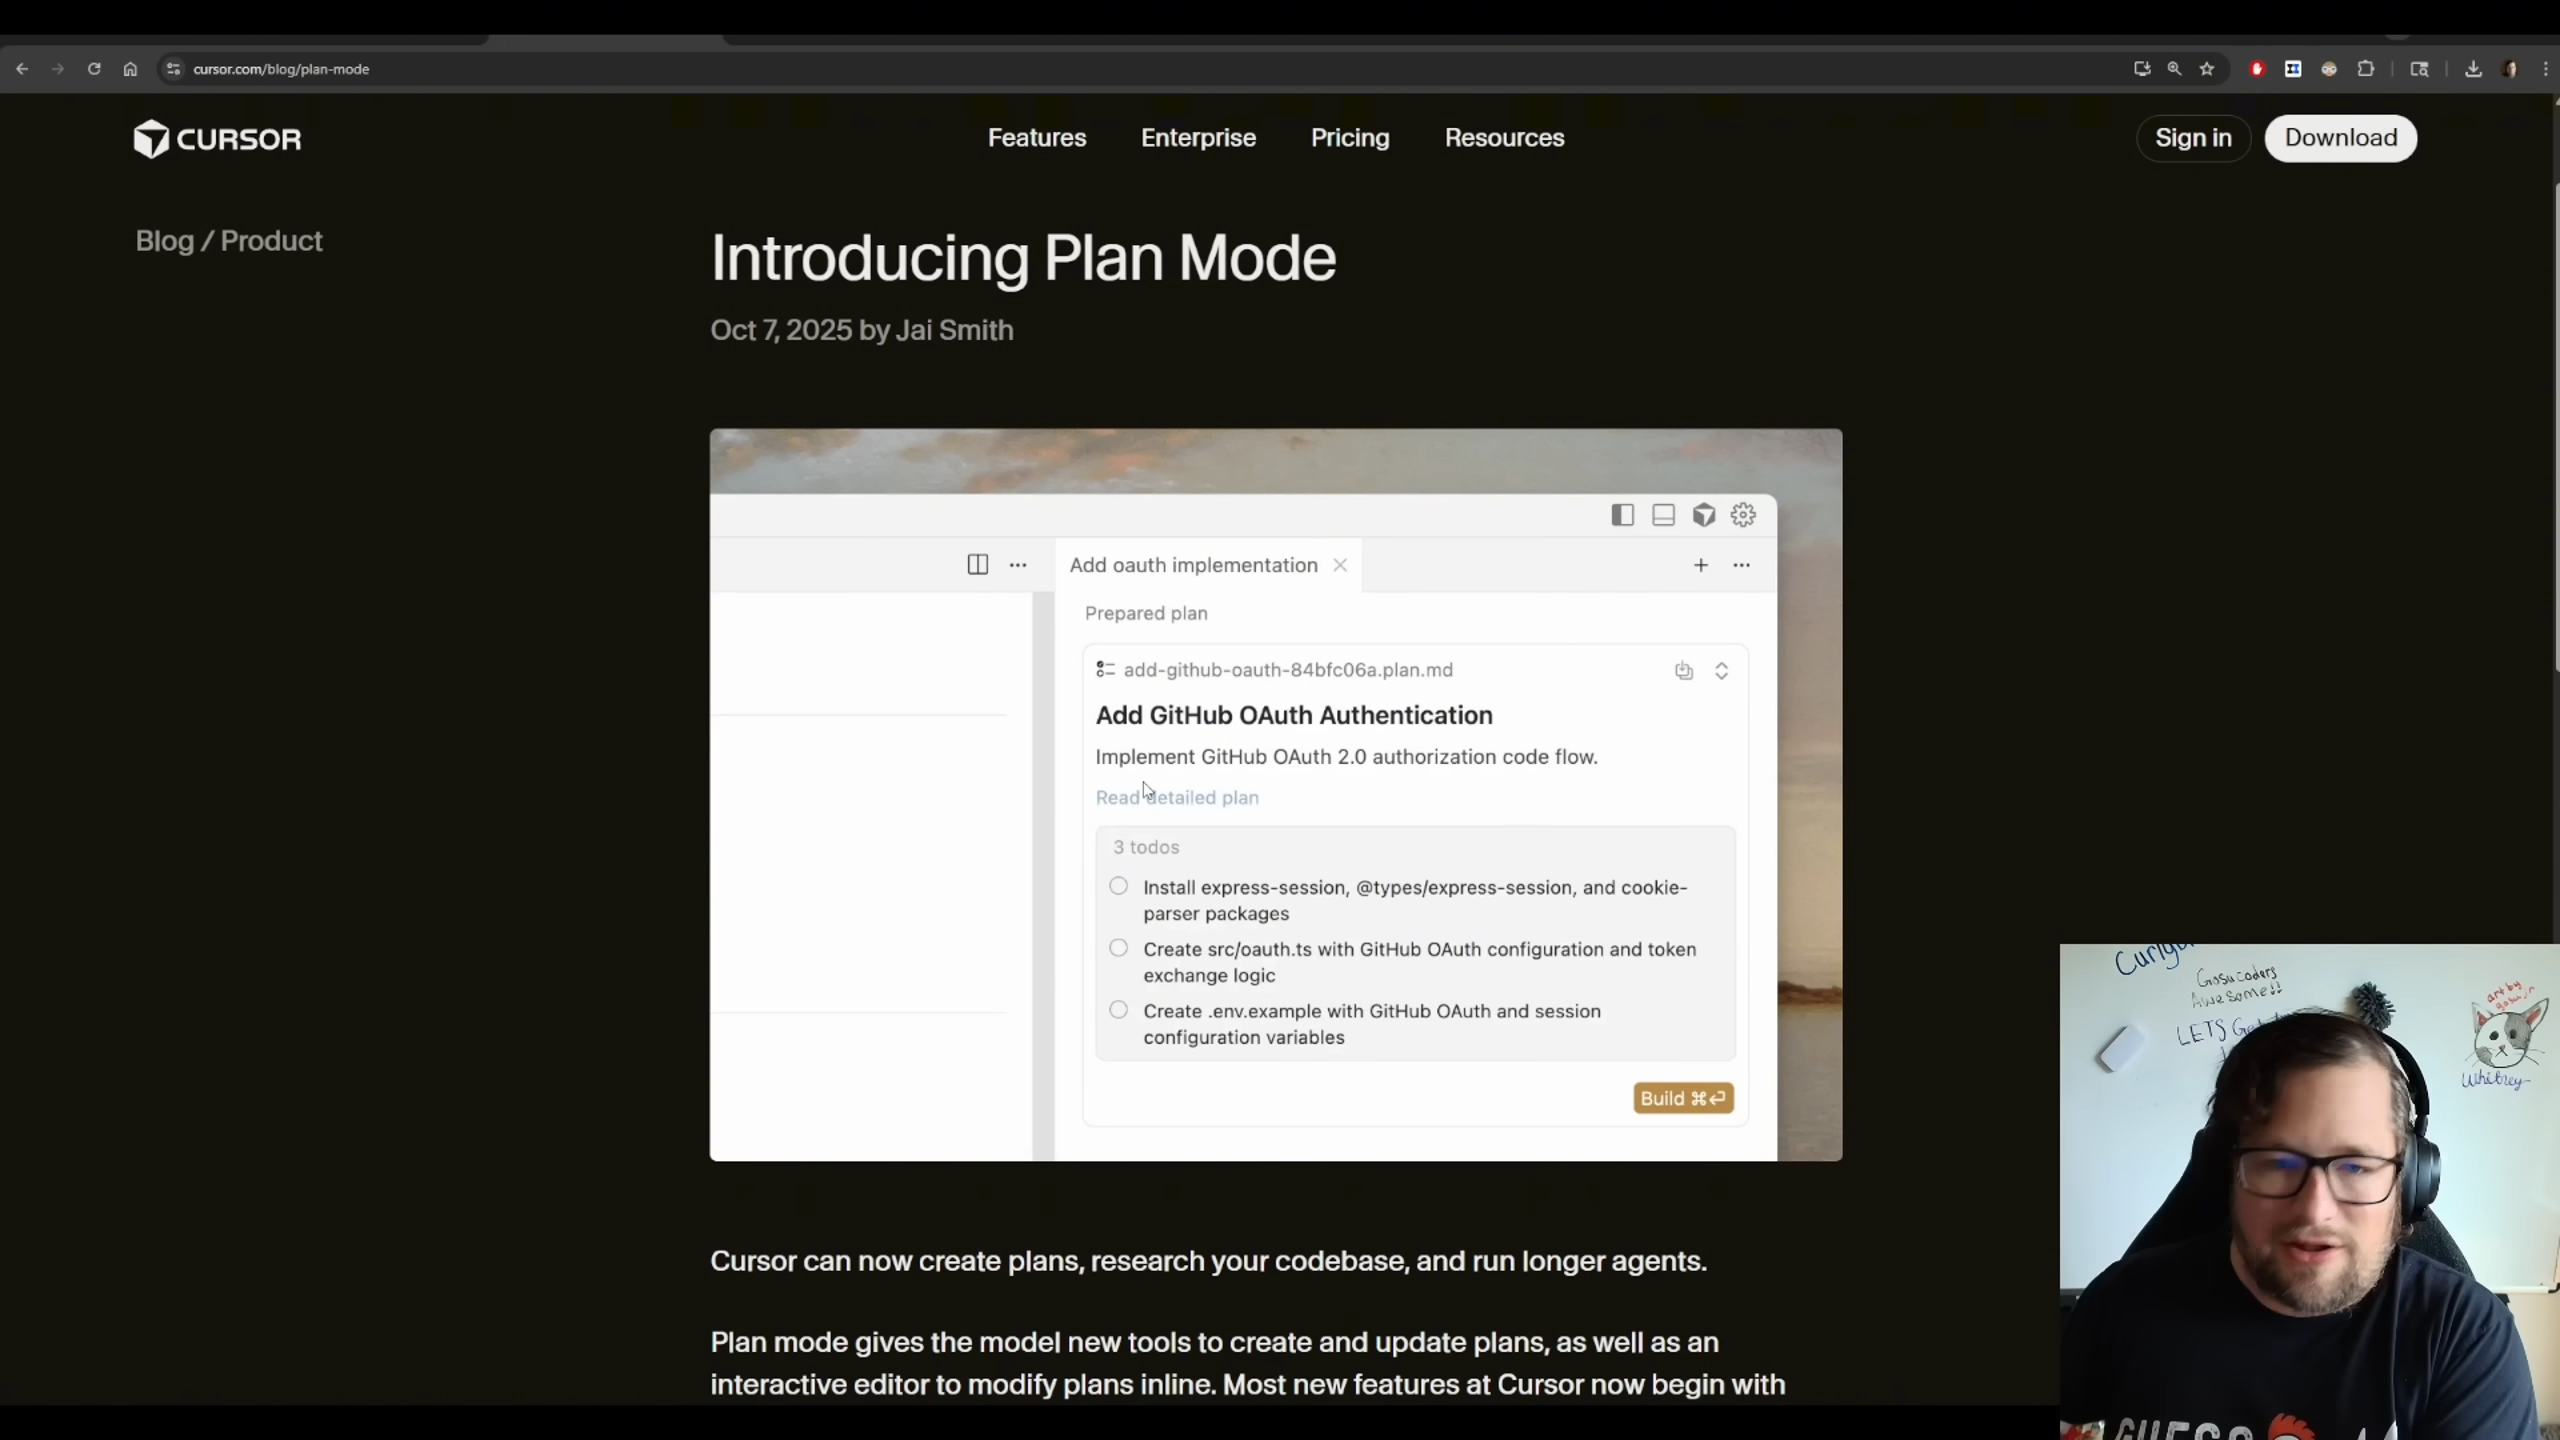 cursor.com/blog/plan-mode
CURSOR
Features
Enterprise
Pricing
Resources
Sign in
Download
Blog / Product
Introducing Plan Mode
Oct 7, 2025 by Jai Smith
Add oauth implementation
Prepared plan
add-github-oauth-84bfc06a.plan.md
Add GitHub OAuth Authentication
Implement GitHub OAuth 2.0 authorization code flow.
Read detailed plan
3 todos
Install express-session, @types/express-session, and cookie-
parser packages
Create src/oauth.ts with GitHub OAuth configuration and token
exchange logic
Create .env.example with GitHub OAuth and session
configuration variables
Build ⌘⏎
Cursor can now create plans, research your codebase, and run longer agents.
Plan mode gives the model new tools to create and update plans, as well as an
interactive editor to modify plans inline. Most new features at Cursor now begin with
Gosucoders
Awesome!!
LETS
art by
Whitney